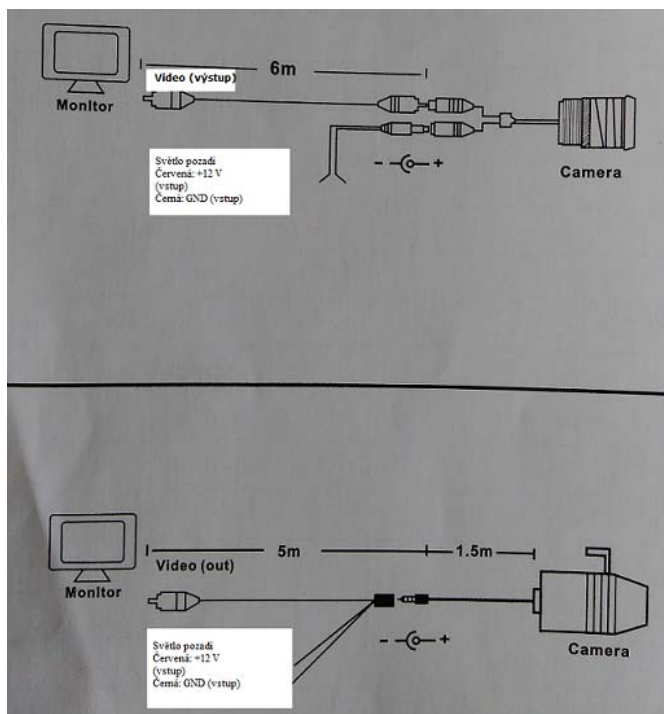 6m
Video (výstup)
Monitor
Světlo pozadí
Červená: +12 V
(vstup)
Černá: GND (vstup)
- +
Camera
5m
1.5m
Video (out)
Monitor
Světlo pozadí
Červená: +12 V
(vstup)
Černá: GND (vstup)
- +
Camera